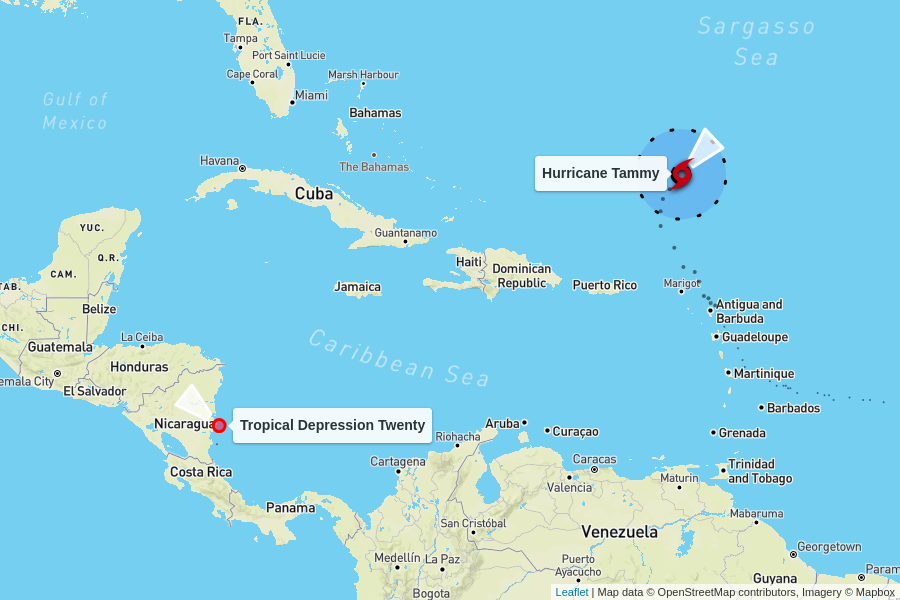 Sargasso
Sea
FLA.
Tampa
Port Saint Lucie
Cape Coral
Marsh Harbour
Miami
Gulf of
Mexico
Bahamas
Havana
The Bahamas
Hurricane Tammy
Cuba
YUC.
Guantanamo
Q.R.
CAM.
Haiti
Dominican
Republic
Puerto Rico
Jamaica
Marigot
TAB.
Antigua and
Barbuda
Belize
CHI.
La Ceiba
Guadeloupe
Guatemala
Caribbean Sea
Honduras
Martinique
emala City
El Salvador
Barbados
Nicaragua
Tropical Depression Twenty
Aruba
Curaçao
Grenada
Riohacha
Costa Rica
Cartagena
Caracas
Trinidad
and Tobago
Valencia
Maturin
Panama
Mabaruma
San Cristóbal
Venezuela
Georgetown
Medellín
La Paz
Puerto
Ayacucho
Param
Guyana
Bogota
Leaflet | Map data © OpenStreetMap contributors, Imagery © Mapbox